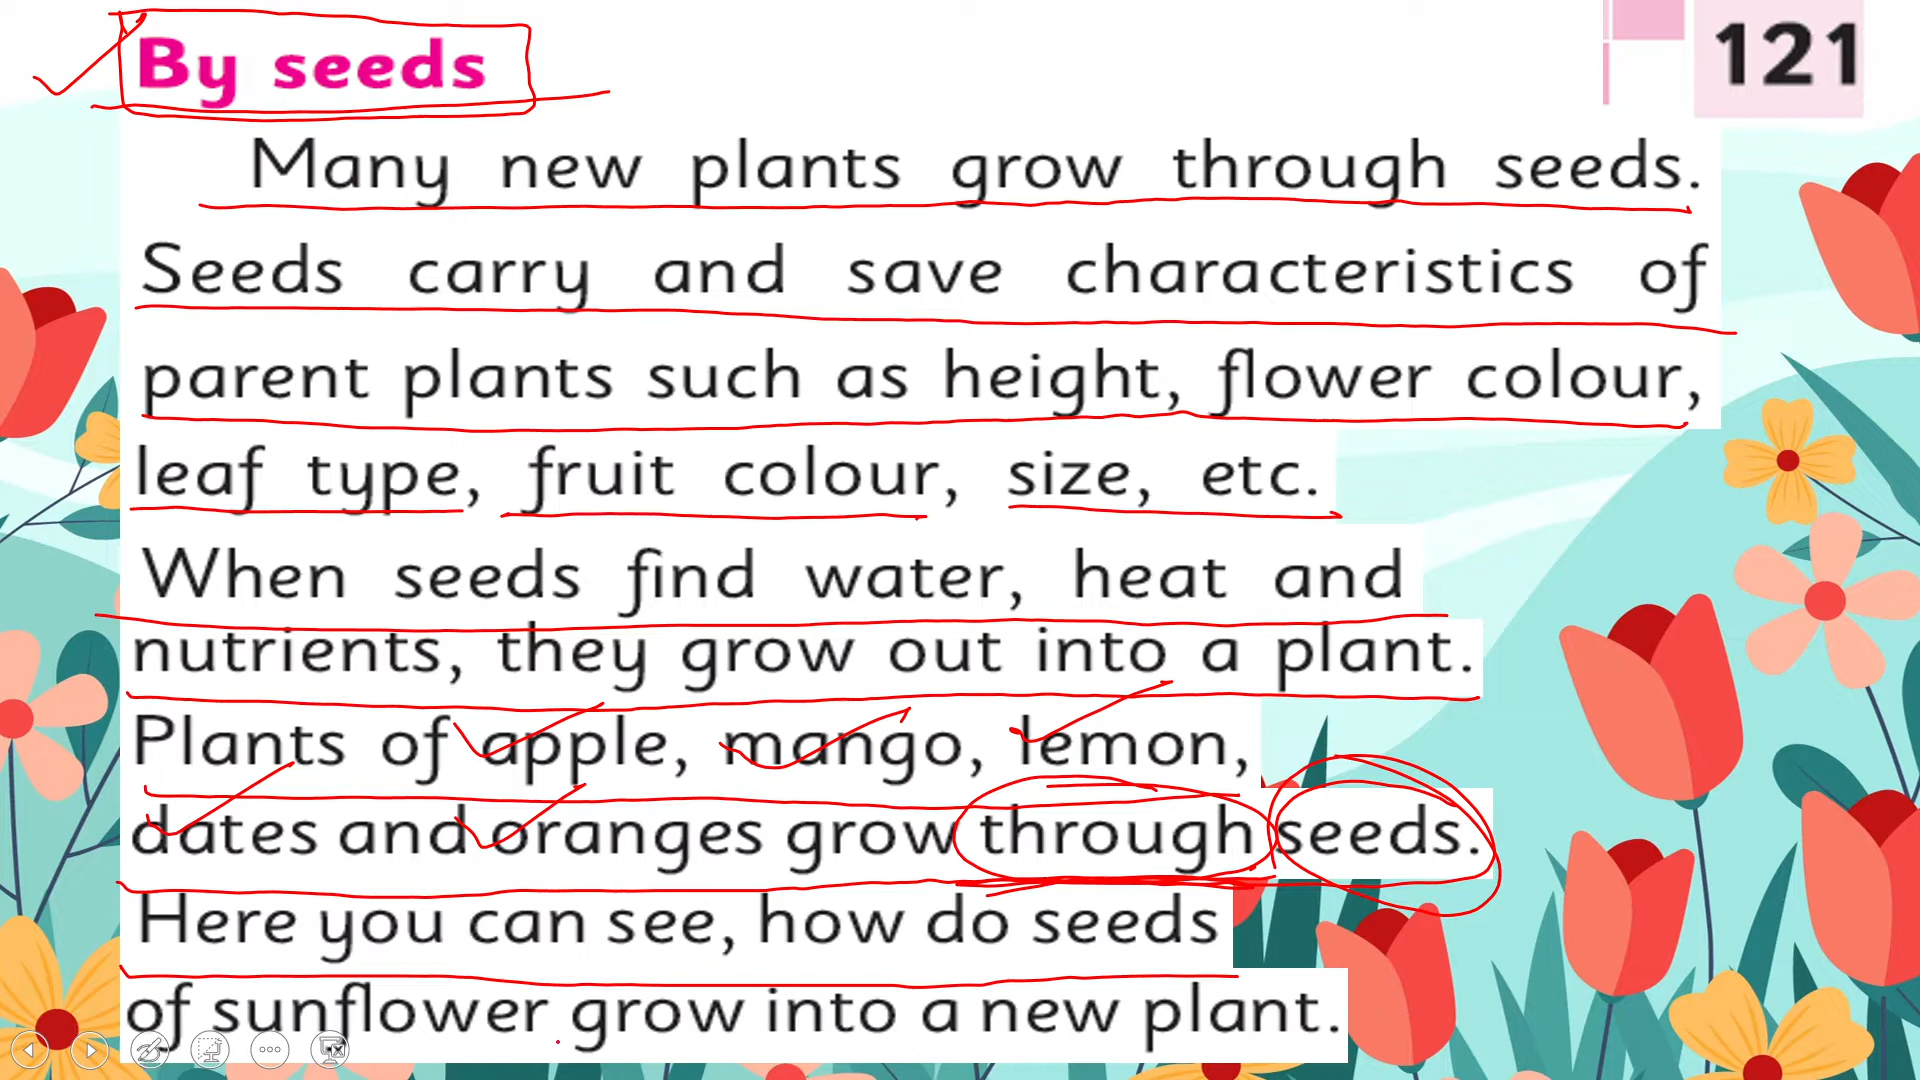 By seeds
121
Many new plants grow through seeds.
Seeds carry and save characteristics of
parent plants such as height, flower colour,
leaf type, fruit colour, size, etc.
When seeds find water, heat and
nutrients, they grow out into a plant.
Plants of apple, mango, lemon,
dates and oranges grow through seeds.
Here you can see, how do seeds
of sunflower grow into a new plant.